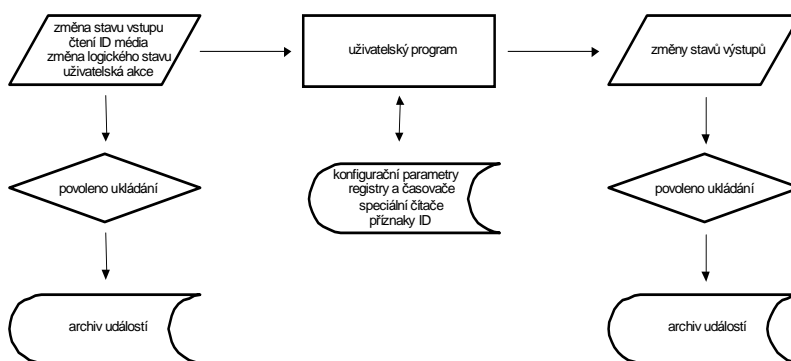 změna stavu vstupu
čtení ID média
změna logického stavu
uživatelská akce
uživatelský program
změny stavů výstupů
povoleno ukládání
konfigurační parametry
registry a časovače
speciální čítače
příznaky ID
povoleno ukládání
archiv událostí
archiv událostí